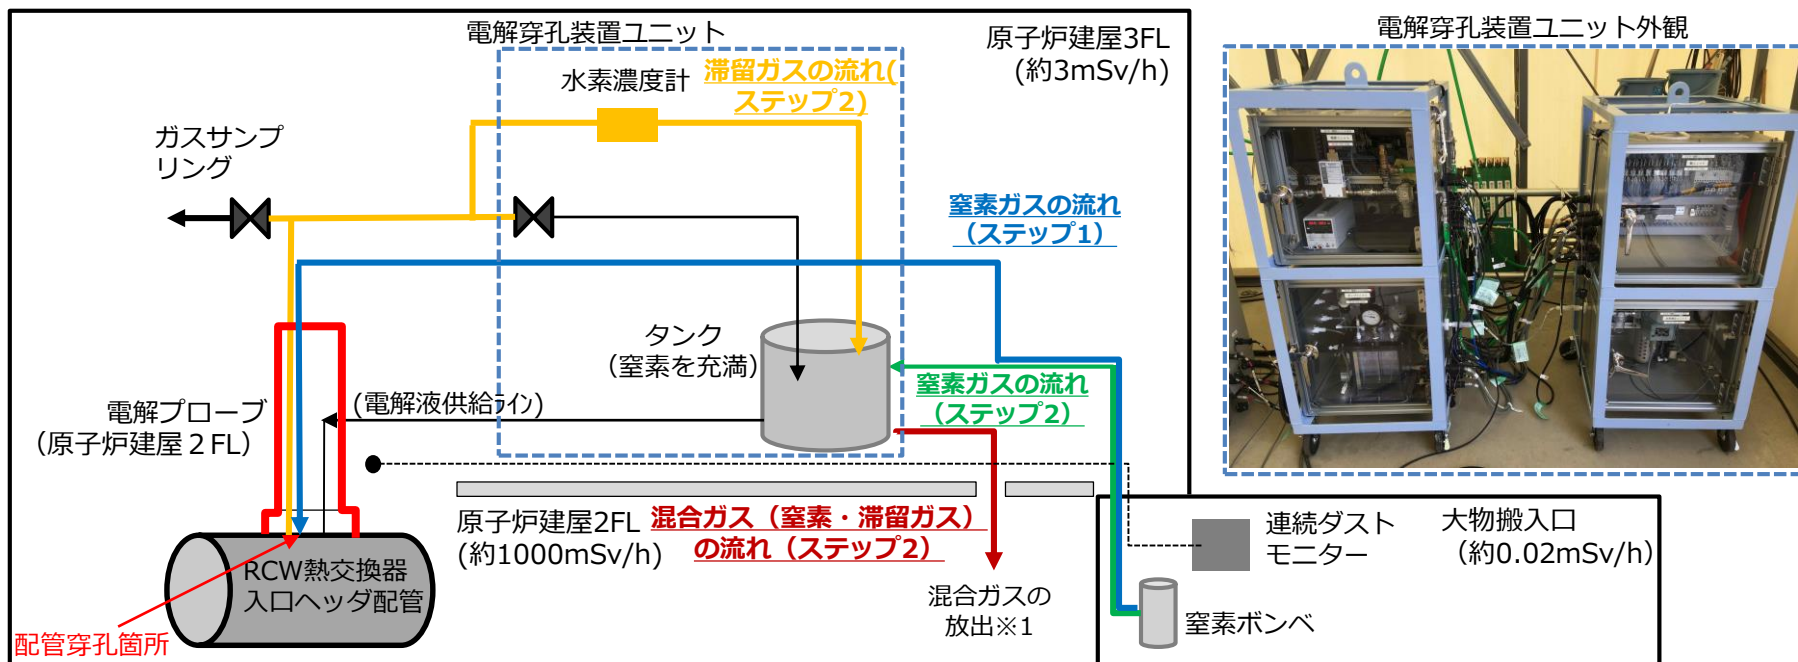 電解穿孔装置ユニット
原子炉建屋3FL
(約3mSv/h)
水素濃度計
滞留ガスの流れ(
ステップ2)
ガスサンプ
リング
窒素ガスの流れ
(ステップ1)
タンク
(窒素を充満)
窒素ガスの流れ
(ステップ2)
電解プローブ
(原子炉建屋２FL)
(電解液供給ﾗｲﾝ)
原子炉建屋2FL
(約1000mSv/h)
混合ガス(窒素・滞留ガス)
の流れ(ステップ2)
RCW熱交換器
入口ヘッダ配管
配管穿孔箇所
混合ガスの
放出※1
連続ダスト
モニター
大物搬入口
(約0.02mSv/h)
窒素ボンベ
電解穿孔装置ユニット外観